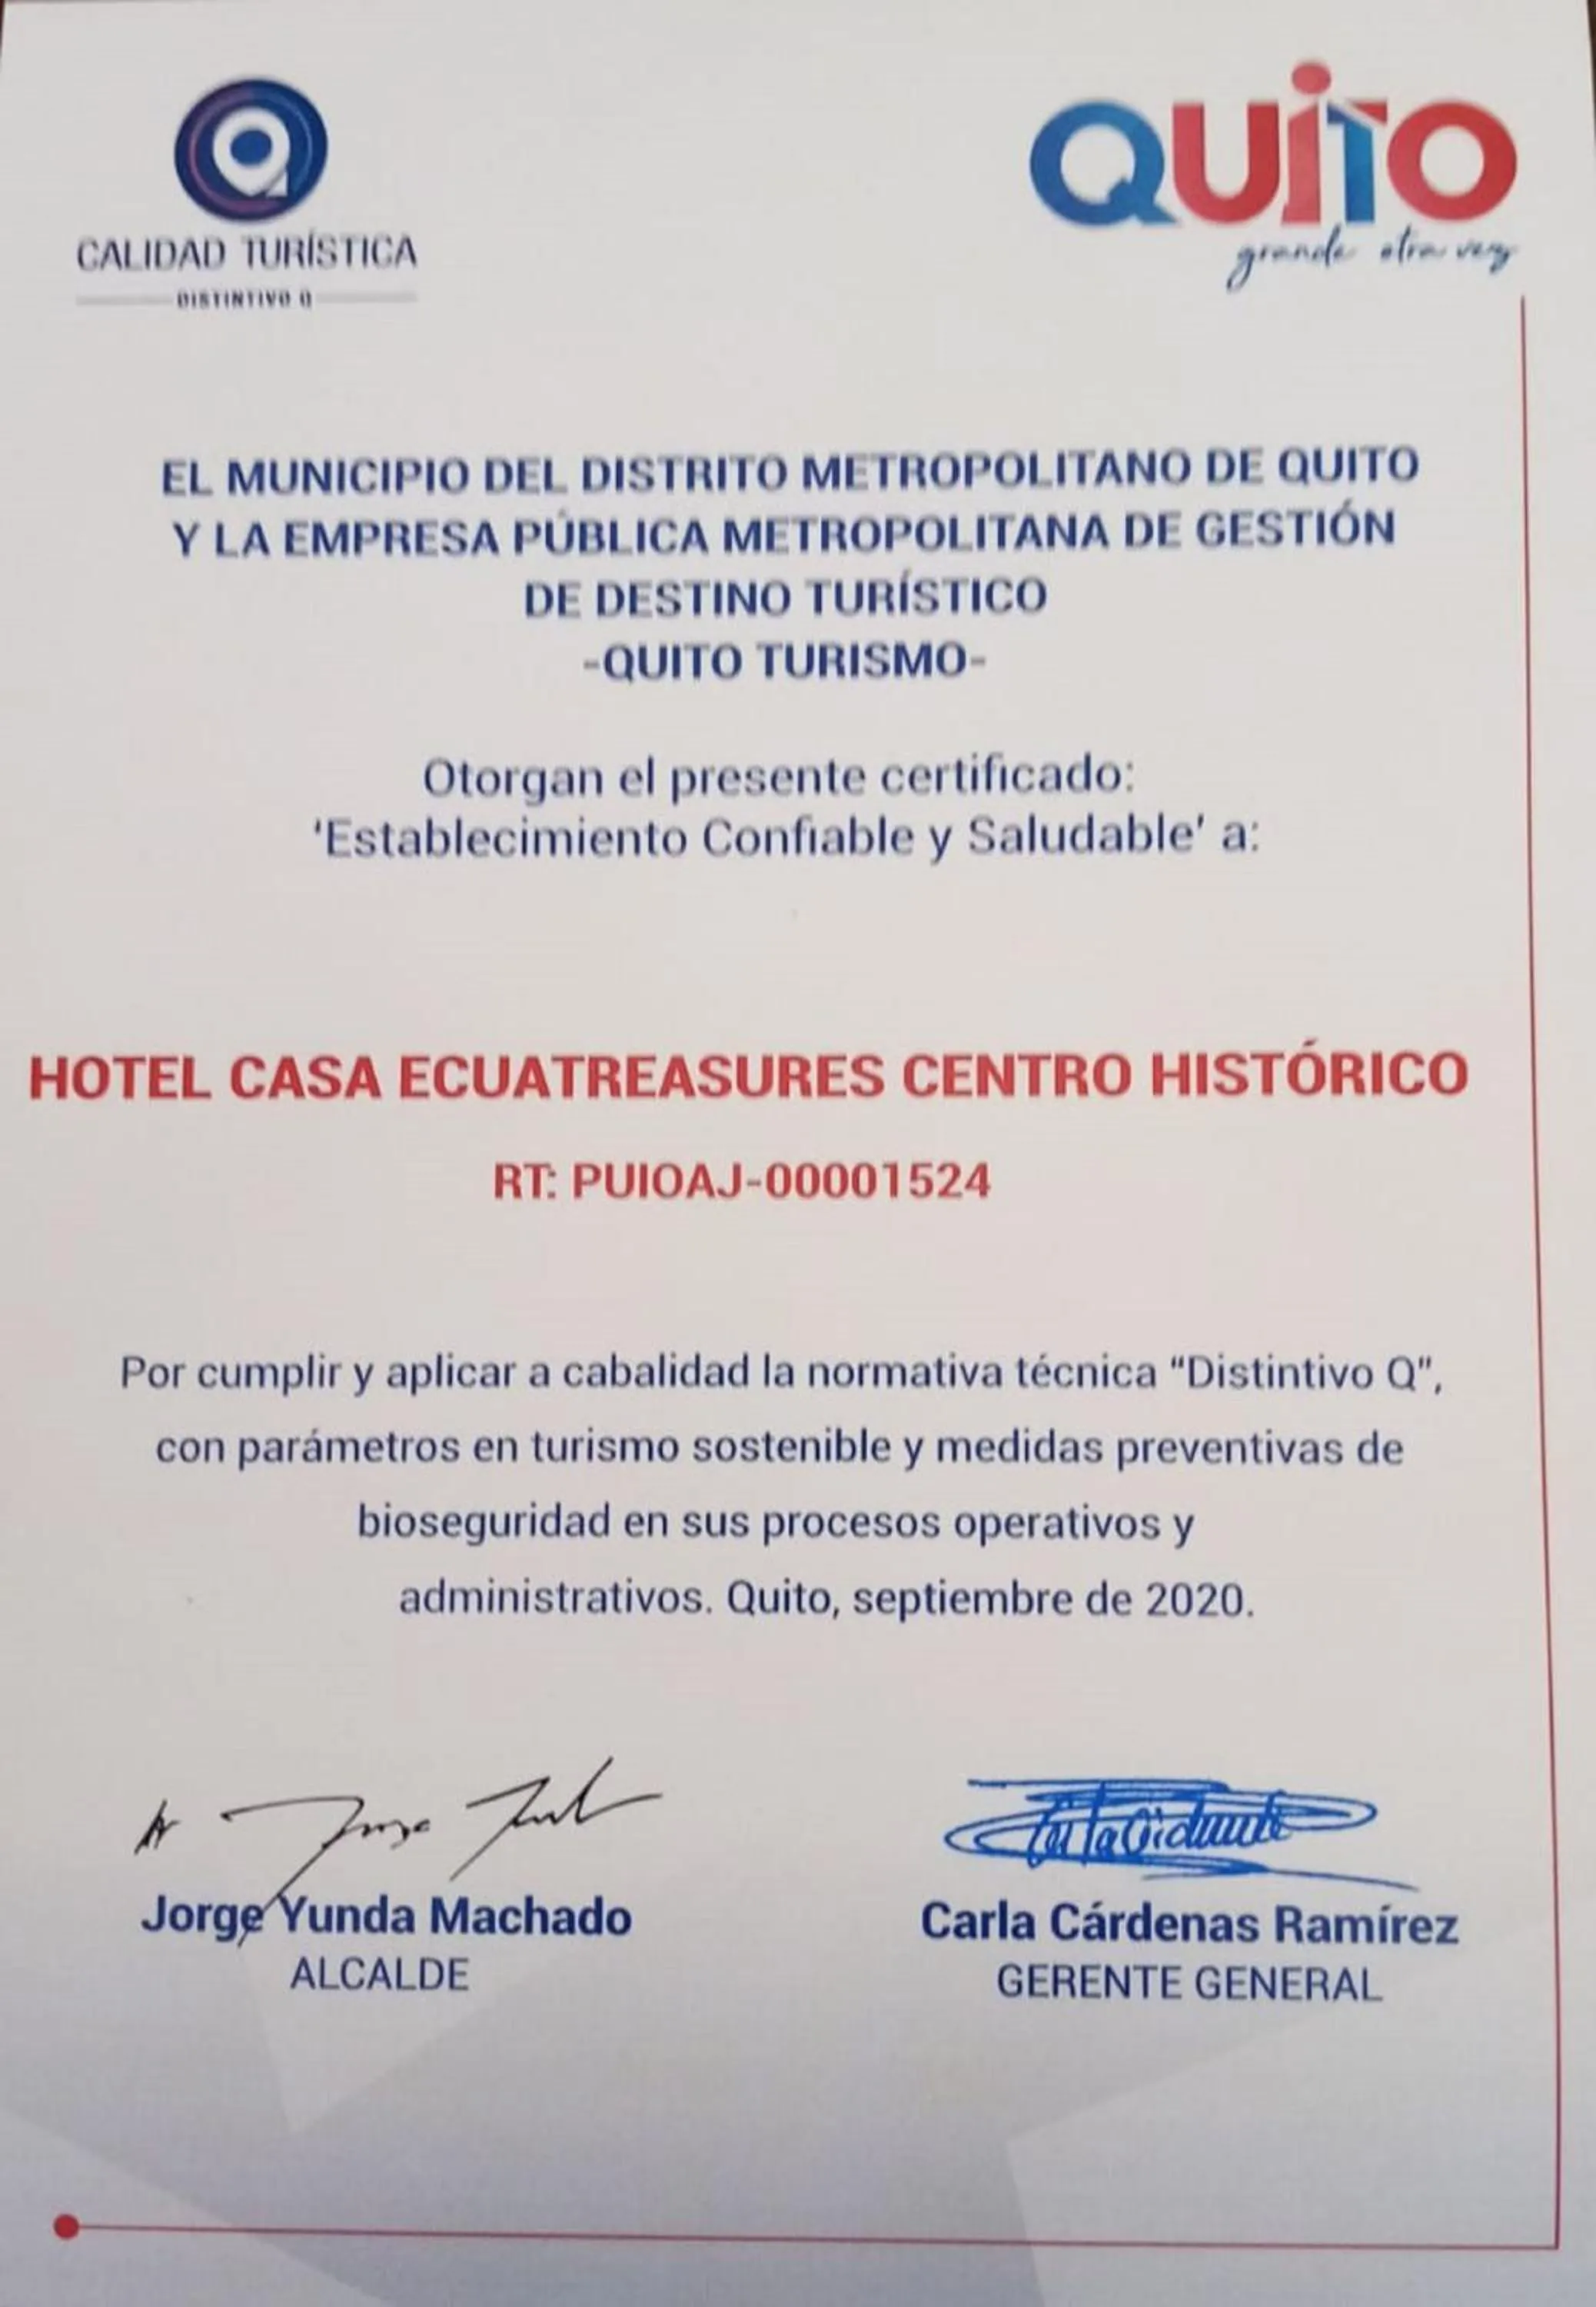 CALIDAD TURÍSTICA
DISTINTIVO Q
QUiTO
grande otra vez
EL MUNICIPIO DEL DISTRITO METROPOLITANO DE QUITO
Y LA EMPRESA PÚBLICA METROPOLITANA DE GESTIÓN
DE DESTINO TURÍSTICO
-QUITO TURISMO-
Otorgan el presente certificado:
'Establecimiento Confiable y Saludable' a:
HOTEL CASA ECUATREASURES CENTRO HISTÓRICO
RT: PUIOAJ-00001524
Por cumplir y aplicar a cabalidad la normativa técnica "Distintivo Q",
con parámetros en turismo sostenible y medidas preventivas de
bioseguridad en sus procesos operativos y
administrativos. Quito, septiembre de 2020.
Jorge Yunda Machado
ALCALDE
Carla Cárdenas Ramírez
GERENTE GENERAL